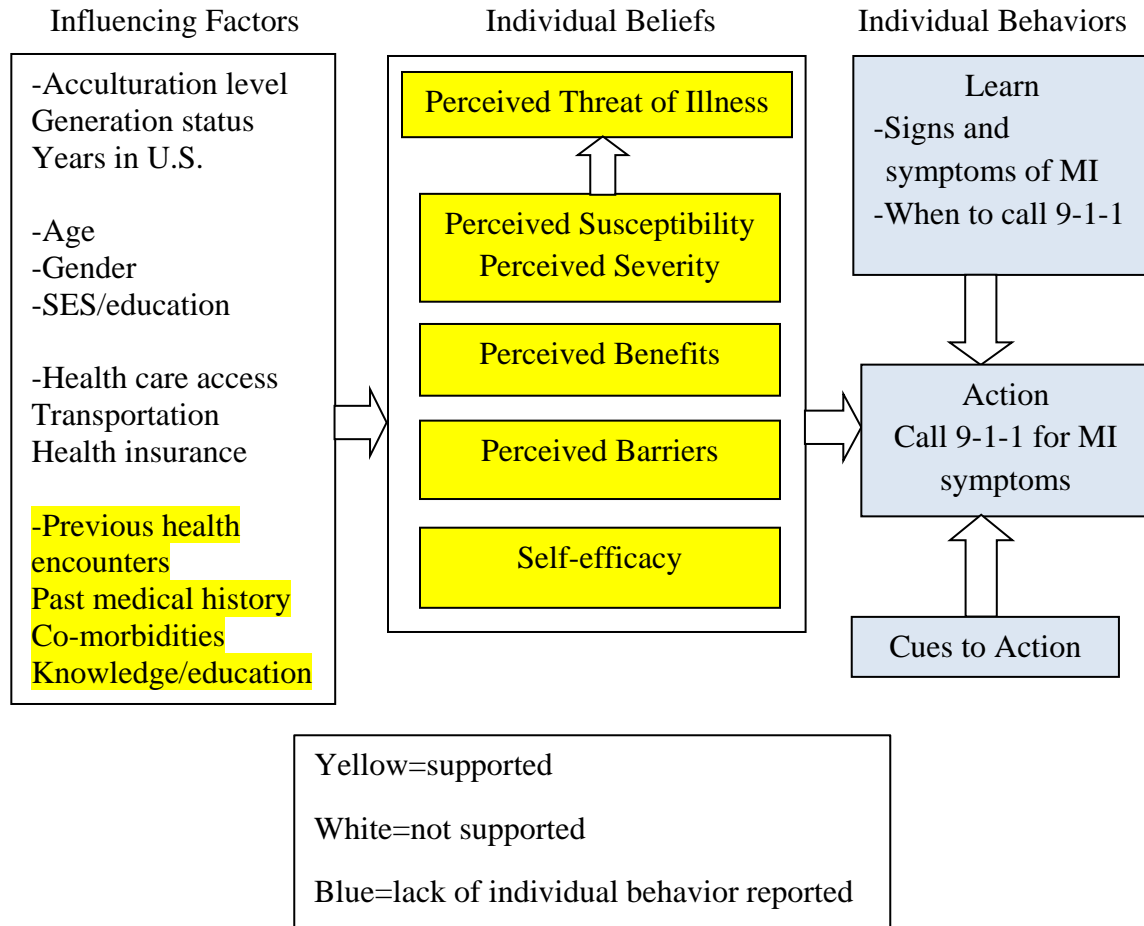 Influencing Factors
Individual Beliefs
Individual Behaviors
-Acculturation level
Generation status
Years in U.S.
-Age
-Gender
-SES/education
-Health care access
Transportation
Health insurance
-Previous health
encounters
Past medical history
Co-morbidities
Knowledge/education
Perceived Threat of Illness
Perceived Susceptibility
Perceived Severity
Perceived Benefits
Perceived Barriers
Self-efficacy
Learn
-Signs and
symptoms of MI
-When to call 9-1-1
Action
Call 9-1-1 for MI
symptoms
Cues to Action
Yellow=supported
White=not supported
Blue=lack of individual behavior reported